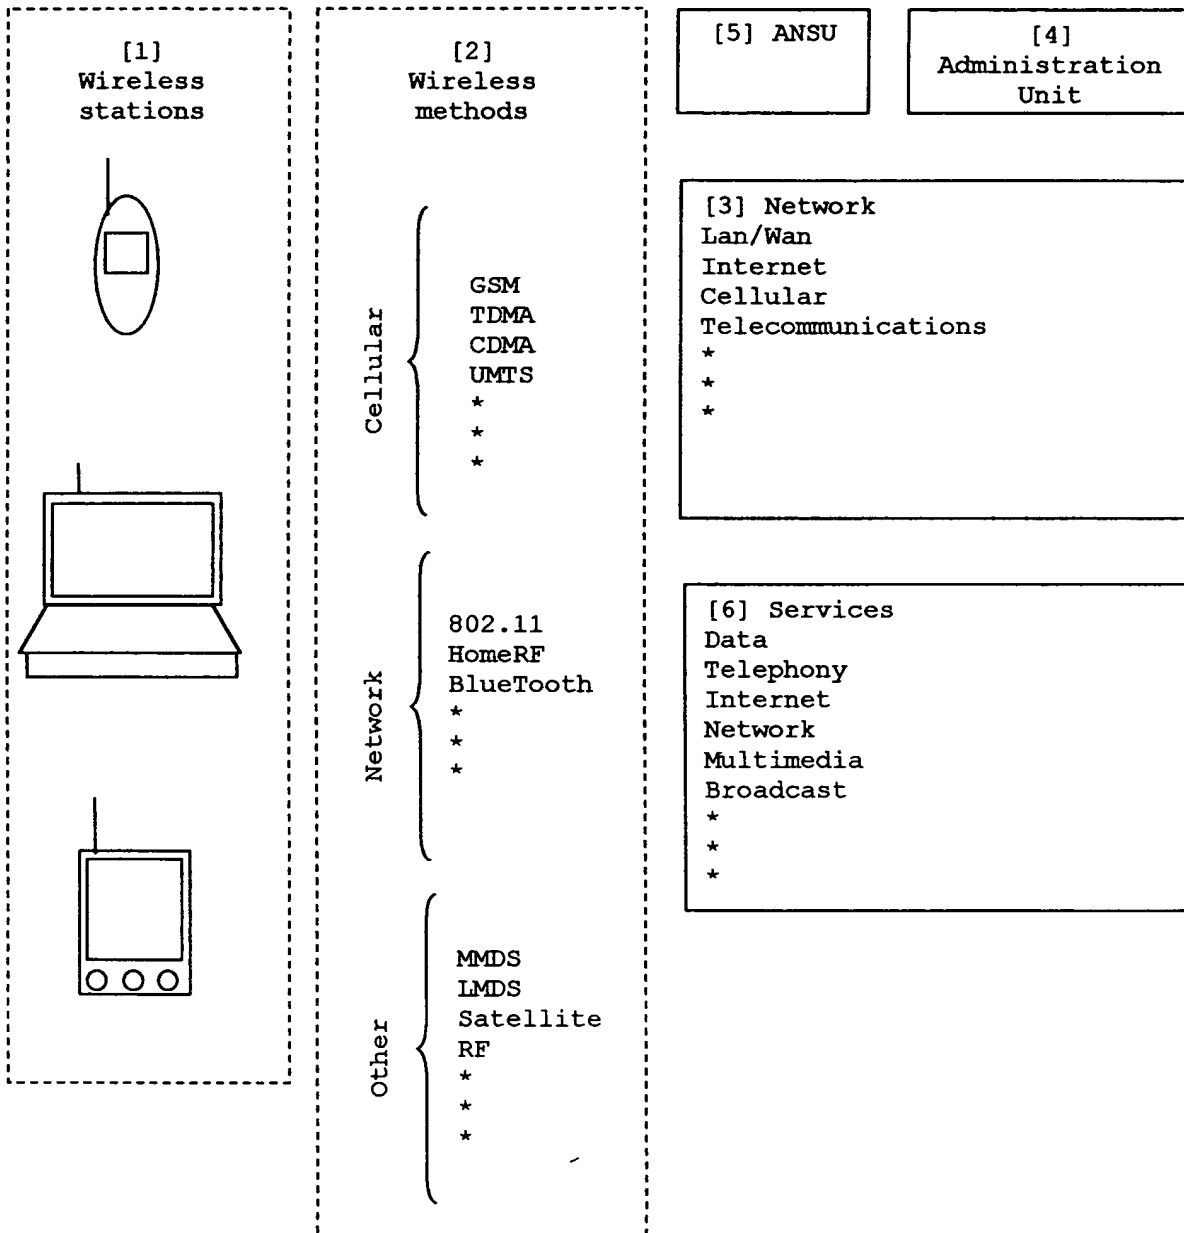 [1]
Wireless
stations
[2]
Wireless
methods
Cellular
GSM
TDMA
CDMA
UMTS
*
*
*
Network
802.11
HomeRF
BlueTooth
*
*
*
Other
MMDS
LMDS
Satellite
RF
*
*
*
[5] ANSU
[4]
Administration
Unit
[3] Network
Lan/Wan
Internet
Cellular
Telecommunications
*
*
*
[6] Services
Data
Telephony
Internet
Network
Multimedia
Broadcast
*
*
*